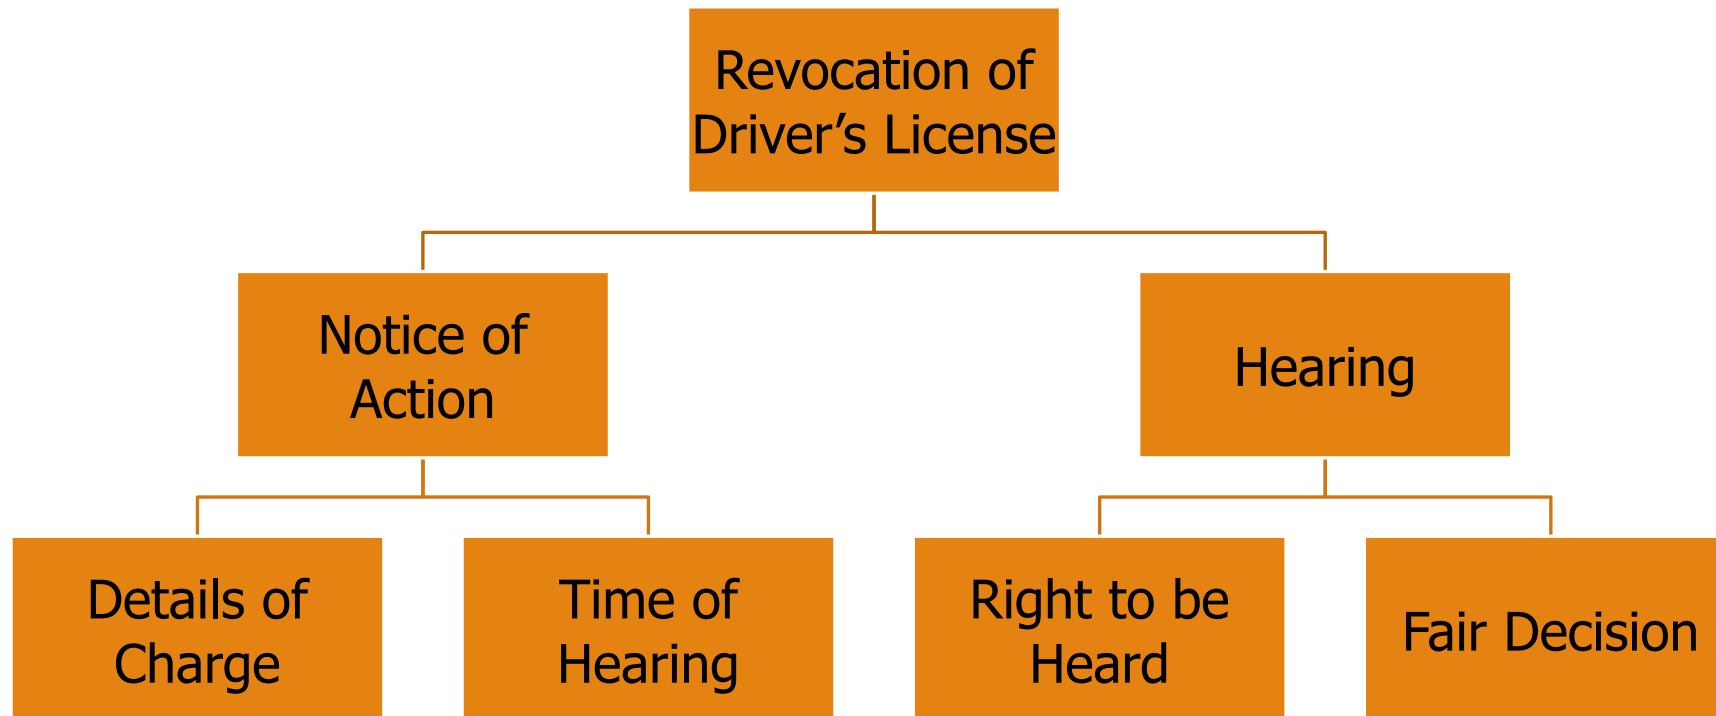 Revocation of
Driver’s License
Notice of
Action
Hearing
Details of
Charge
Time of
Hearing
Right to be
Heard
Fair Decision